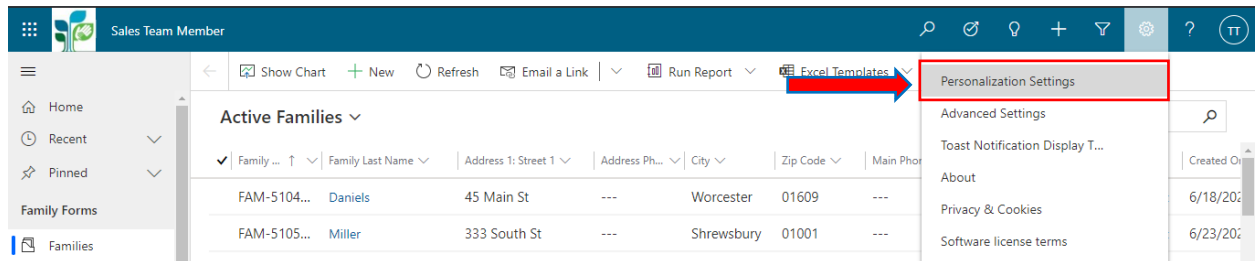 Sales Team Member
TT
Show Chart New Refresh Email a Link Run Report Excel Templates
Personalization Settings
Home
Advanced Settings
Active Families
Recent
Toast Notification Display T...
Family ... Family Last Name Address 1: Street 1 Address Ph... City Zip Code Main Phor Created O
Pinned
About
FAM-5104... Daniels 45 Main St --- Worcester 01609 --- 6/18/202
Family Forms
Privacy & Cookies
FAM-5105... Miller 333 South St --- Shrewsbury 01001 --- 6/23/202
Families
Software license terms